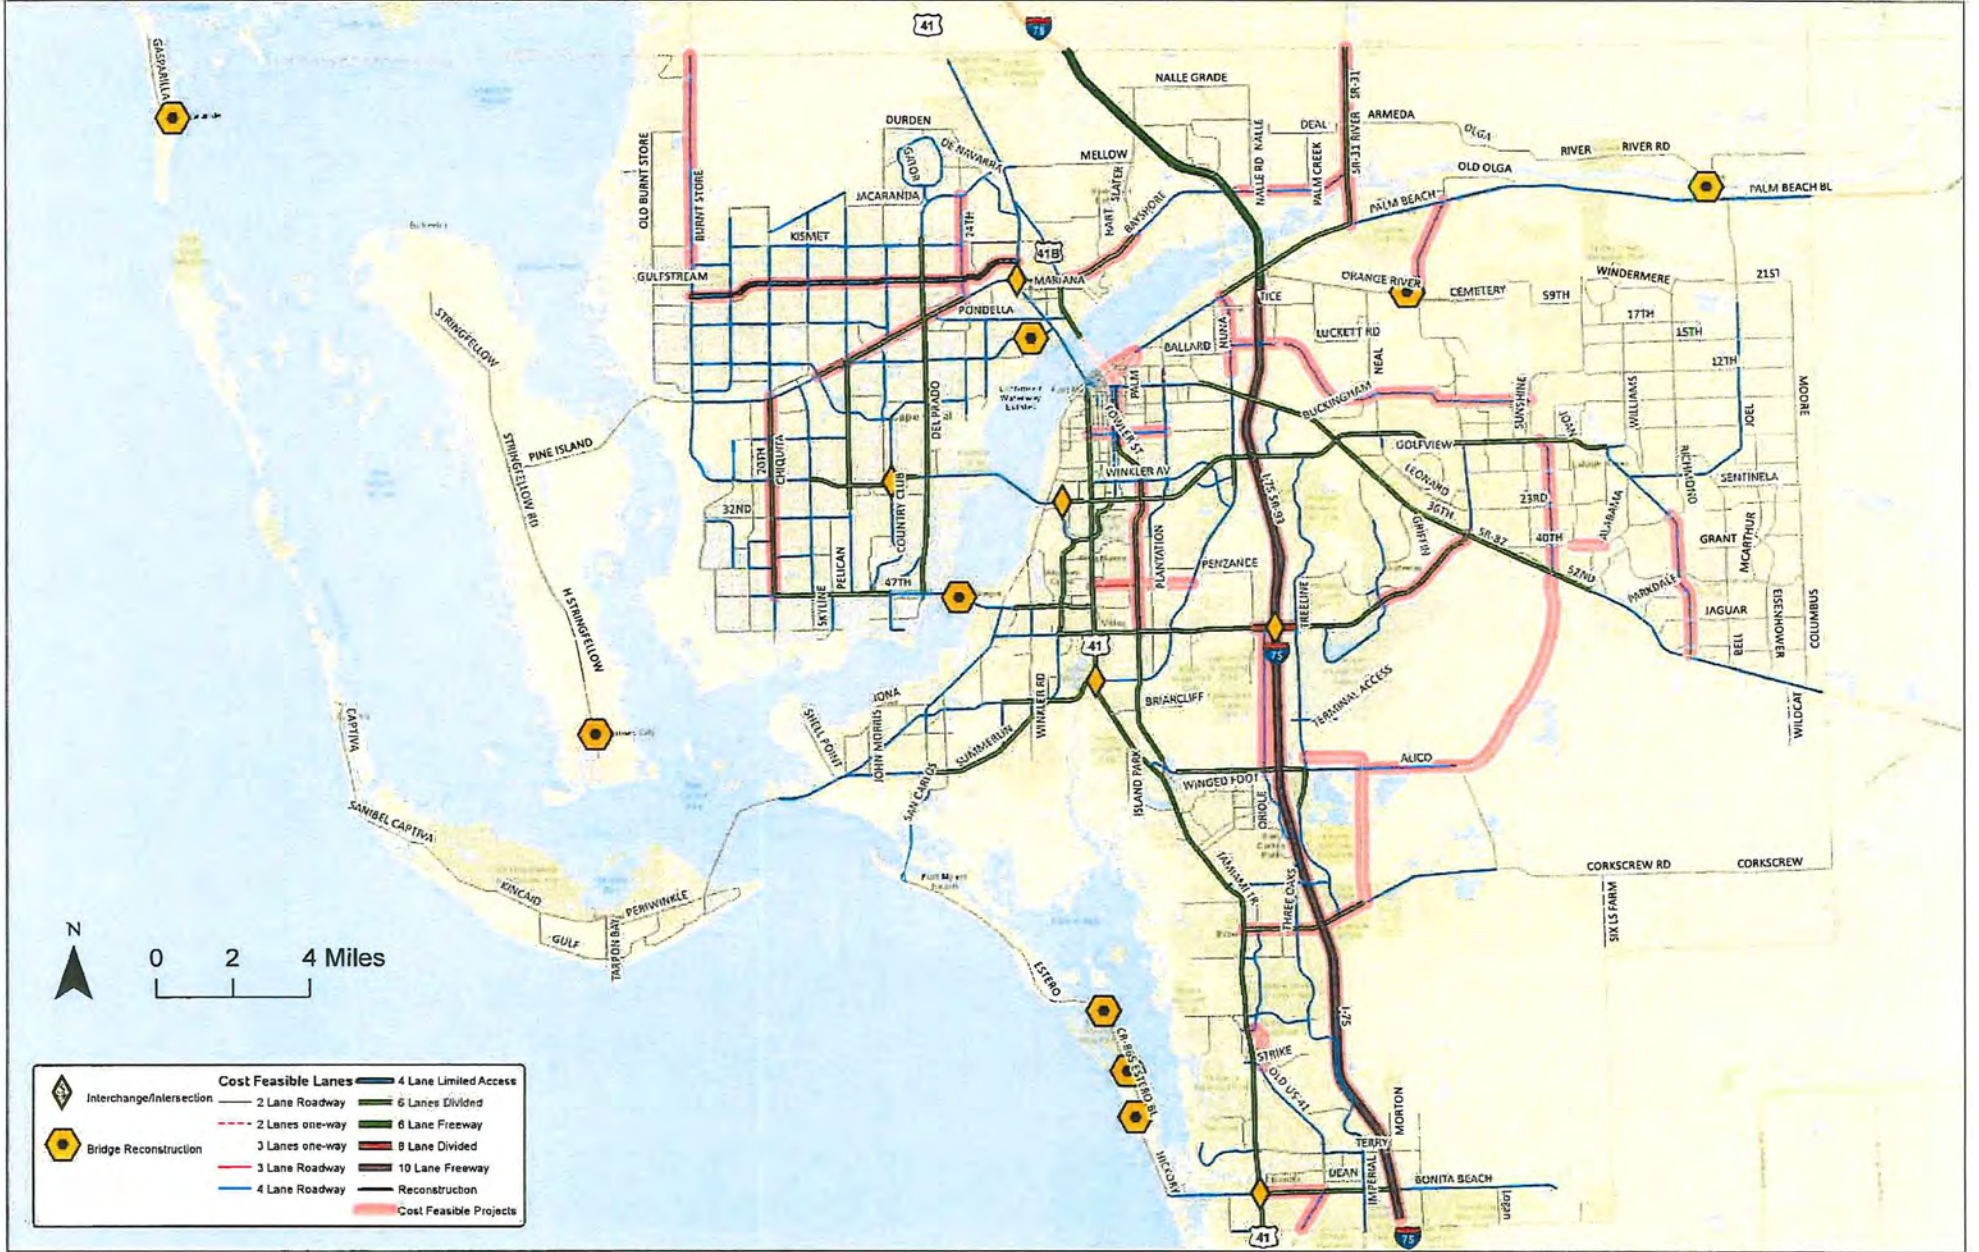 41
75
GASPARILLA
NALLE GRADE
SR-31
DURDEN
DEAL
ARMEDA
OLGA
RIVER
RIVER RD
OLD BURNT STORE
GATOR
DE NAVARRA
MELLOW
NALLE RD NALLE
PALM CREEK
SR-31 RIVER
OLD OLGA
PALM BEACH BL
BURNT STORE
JACARANDA
HART
SLATER
BAYSHORE
PALM BEACH
24TH
KISMET
41B
GULFSTREAM
MARIANA
ORANGE RIVER
WINDERMERE
21ST
CEMETERY
59TH
TICE
STRINGFELLOW
PONDELLA
17TH
15TH
NUNA
LUCKETT RD
BALLARD
NEAL
12TH
PALM
BUCKINGHAM
SUNSHINE
WILLIAMS
MOORE
JOEL
DEL PRADO
FOWLER ST
JOAN
PINE ISLAND
STRINGFELLOW RD
20TH
CHIQUITA
GOLFVIEW
WINKLER AV
LEONARD
RICHMOND
SENTINELA
COUNTRY CLUB
I-75 SR-93
32ND
23RD
36TH
ALABAMA
GRIFFIN
SR-82
40TH
GRANT
MCARTHUR
PELICAN
PLANTATION
PENZANCE
47TH
52ND
PARKDALE
SKYLINE
TREELINE
JAGUAR
H STRINGFELLOW
EISENHOWER
COLUMBUS
BELL
41
75
IONA
WINKLER RD
BRIARCLIFF
TERMINAL ACCESS
WILDCAT
CAPTIVA
SHELL POINT
JOHN MORRIS
SUMMERLIN
ALICO
SAN CARLOS
ISLAND PARK
WINGED FOOT
ORIOLE
SANIBEL CAPTIVA
TAMIAMI TR
CORKSCREW RD
CORKSCREW
KINCAID
PERIWINKLE
THREE OAKS
SIX LS FARM
GULF
TARPON BAY
N
0 2 4 Miles
ESTERO
I-75
CR-865 ESTERO BL
STRIKE
OLD US-41
MORTON
TERRY
HICKORY
DEAN
IMPERIAL
BONITA BEACH
Logan
41
75
Interchange/Intersection
Bridge Reconstruction
Cost Feasible Lanes
2 Lane Roadway
2 Lanes one-way
3 Lanes one-way
3 Lane Roadway
4 Lane Roadway
4 Lane Limited Access
6 Lanes Divided
6 Lane Freeway
8 Lane Divided
10 Lane Freeway
Reconstruction
Cost Feasible Projects